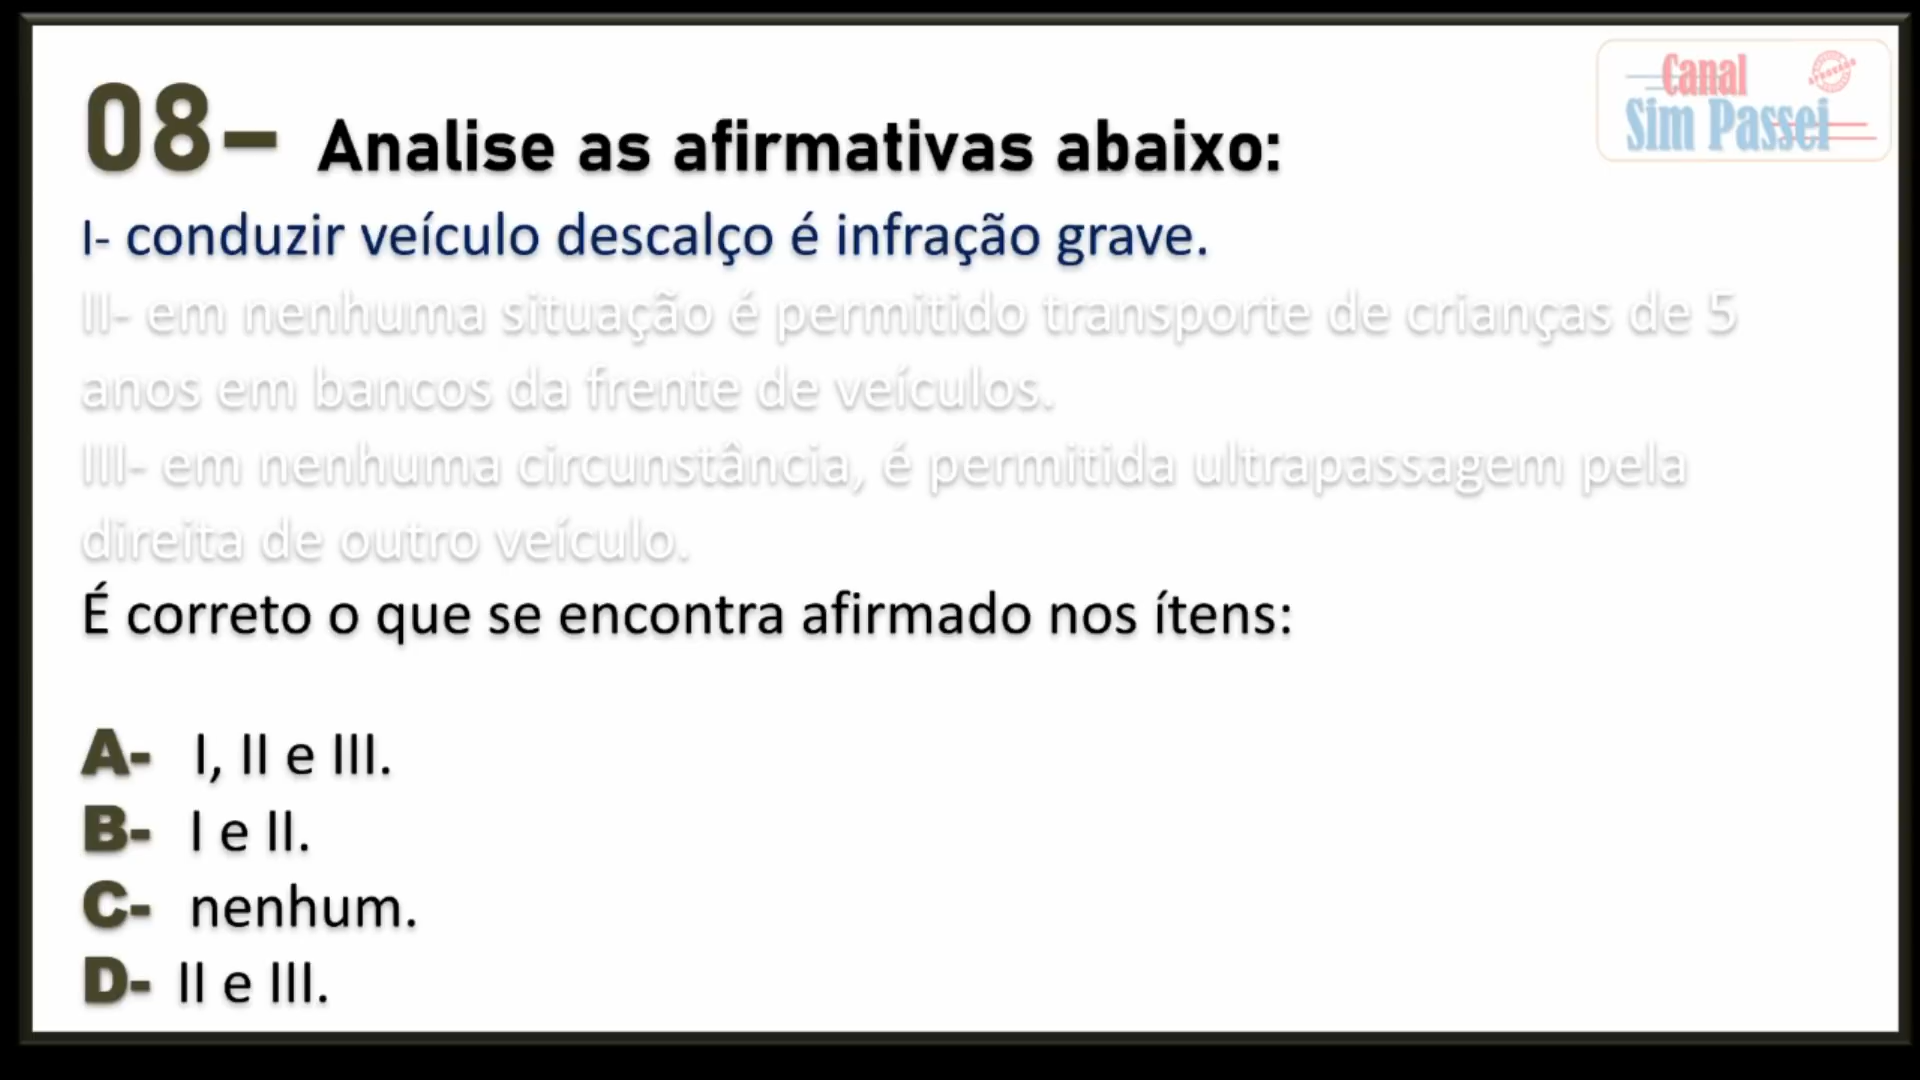 Canal
APROVADO
Sim Passei
08- Analise as afirmativas abaixo:
I- conduzir veículo descalço é infração grave.
II- em nenhuma situação é permitido transporte de crianças de 5
anos em bancos da frente de veículos.
III- em nenhuma circunstância, é permitida ultrapassagem pela
direita de outro veículo.
É correto o que se encontra afirmado nos ítens:
A- I, II e III.
B- I e II.
C- nenhum.
D- II e III.